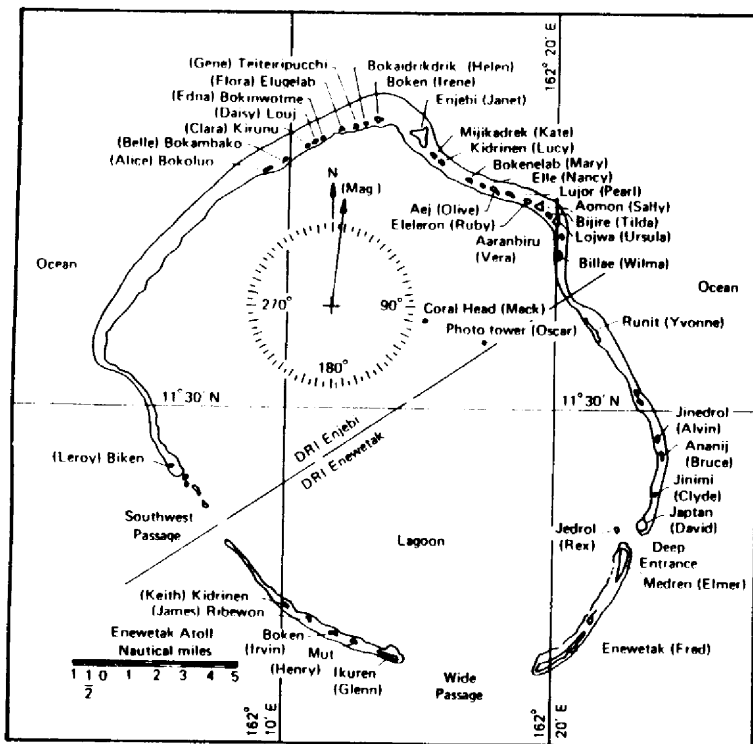 162° 20' E
(Gene) Teiteiripucchi
(Flora) Elugelab
(Edna) Bokinwotme
(Daisy) Louj
(Clara) Kirunu
(Belle) Bokambako
(Alice) Bokoluo
Bokaidrikdrik (Helen)
Boken (Irene)
Enjebi (Janet)
Mijikadrek (Kate)
Kidrinen (Lucy)
Bokenelab (Mary)
Elle (Nancy)
Lujor (Pearl)
Aomon (Sally)
Bijire (Tilda)
Lojwa (Ursula)
Billae (Wilma)
Aej (Olive)
Eleleron (Ruby)
Aaranbiru
(Vera)
N
(Mag.)
Ocean
270°
90°
180°
Coral Head (Mack)
Photo tower (Oscar)
Ocean
Runit (Yvonne)
11° 30' N
11° 30' N
DRI Enjebi
DRI Enewetak
Jinedrol
(Alvin)
Ananij
(Bruce)
Jinimi
(Clyde)
Japtan
(David)
(Leroy) Biken
Southwest
Passage
Lagoon
Jedrol
(Rex)
Deep
Entrance
Medren (Elmer)
(Keith) Kidrinen
(James) Ribewon
Boken
(Irvin)
Mut
(Henry)
Ikuren
(Glenn)
Enewetak (Fred)
Wide
Passage
Enewetak Atoll
Nautical miles
1 1/2 0 1 2 3 4 5
162° 10' E
162° 20' E